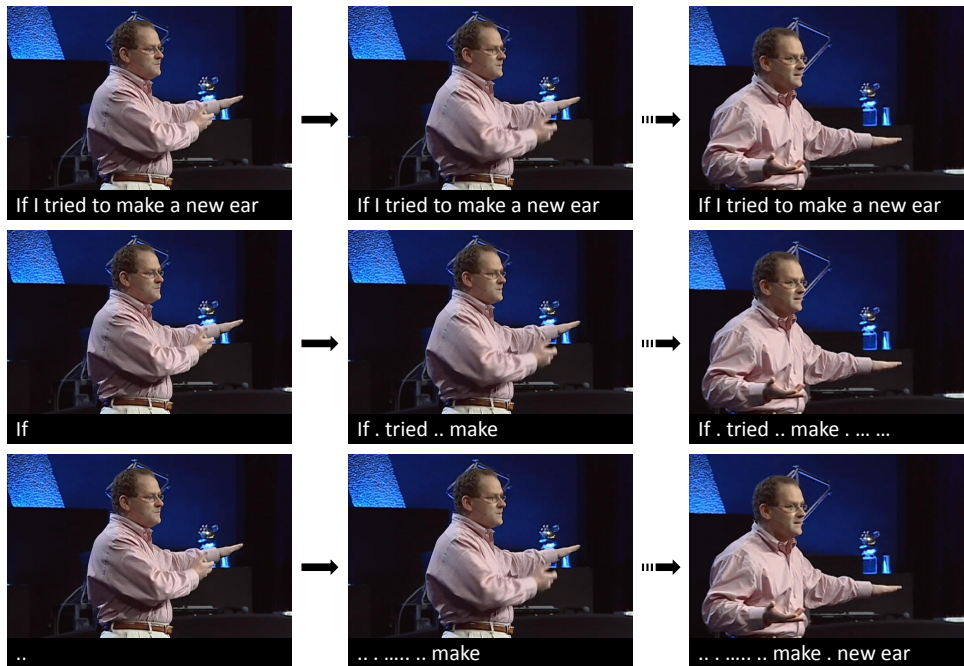 If I tried to make a new ear
If I tried to make a new ear
If I tried to make a new ear
If
If . tried .. make
If . tried .. make . ... ...
..
.. . ..... .. make
.. . ..... .. make . new ear